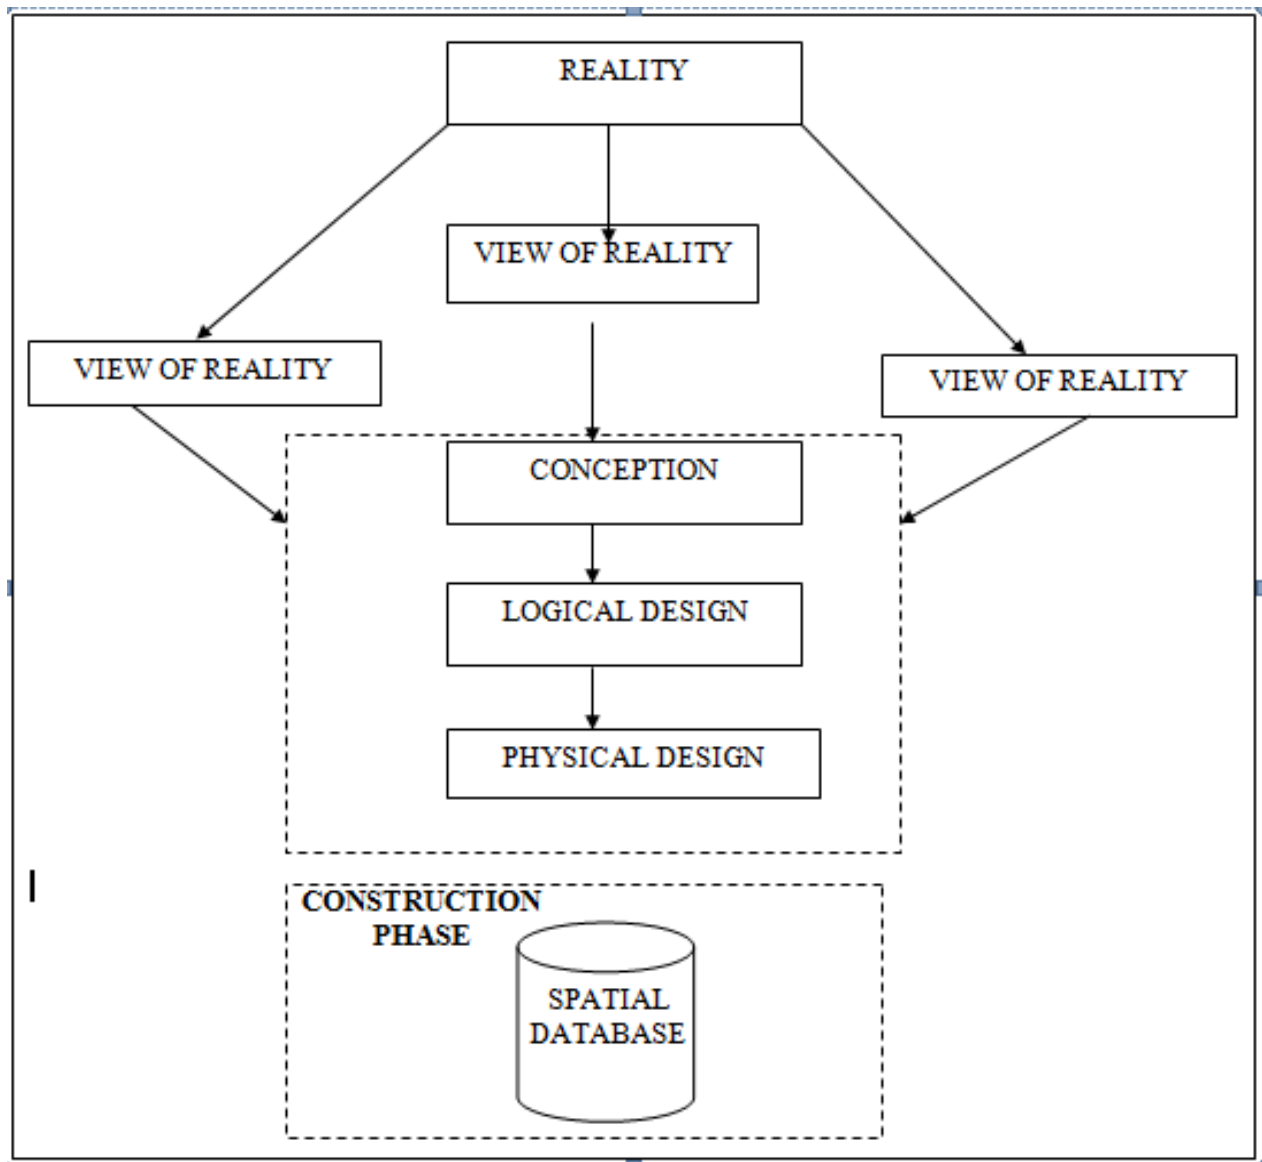 REALITY
VIEW OF REALITY
VIEW OF REALITY
VIEW OF REALITY
CONCEPTION
LOGICAL DESIGN
PHYSICAL DESIGN
CONSTRUCTION
PHASE
SPATIAL
DATABASE